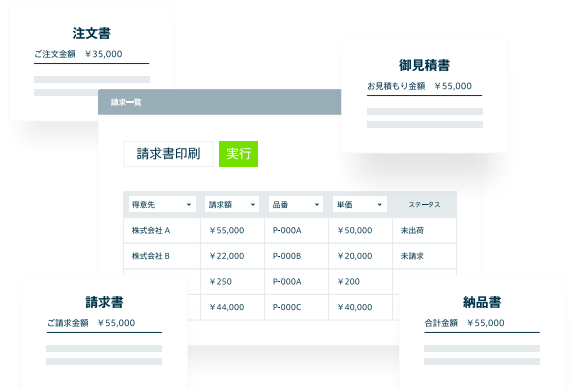 注文書
ご注文金額 ￥35,000
御見積書
お見積もり金額 ￥55,000
請求一覧
請求書印刷 実行
得意先 請求額 品番 単価 ステータス
株式会社 A ￥55,000 P-000A ￥50,000 未出荷
株式会社 B ￥22,000 P-000B ￥20,000 未請求
￥250 P-000A ￥200
￥44,000 P-000C ￥40,000
請求書
ご請求金額 ￥55,000
納品書
合計金額 ￥55,000